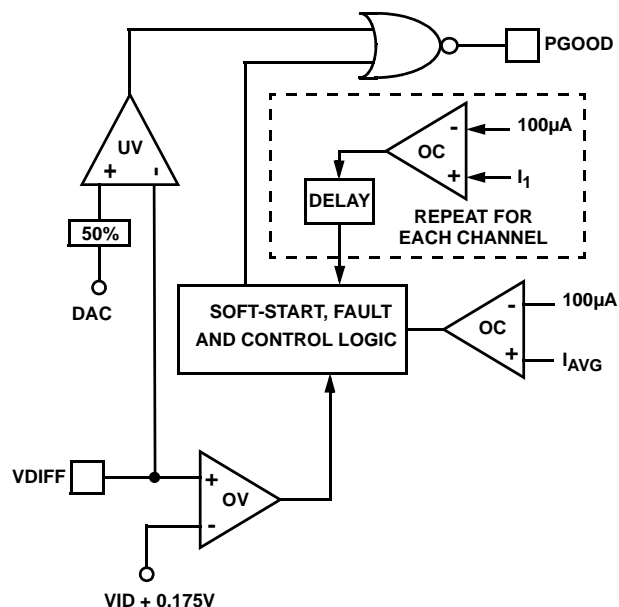 PGOOD
UV
+ -
50%
DAC
- 100µA
OC
+ I1
DELAY
REPEAT FOR
EACH CHANNEL
SOFT-START, FAULT
AND CONTROL LOGIC
- 100µA
OC
+ IAVG
VDIFF
+
OV
-
VID + 0.175V